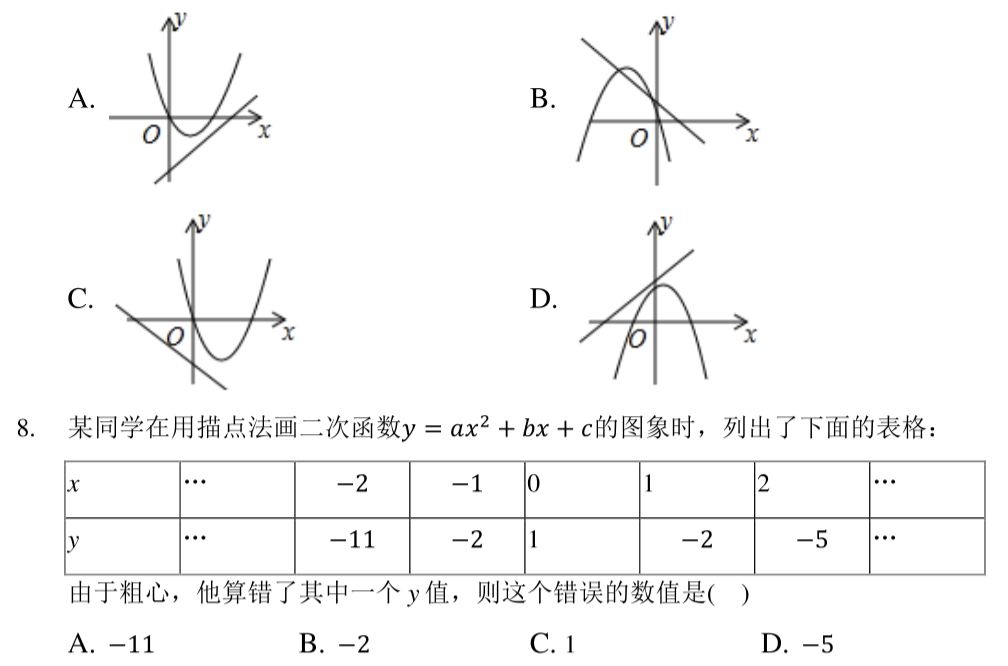 y
y
A.
B.
O
x
O
x
y
y
C.
D.
O
x
O
x
8. 某同学在用描点法画二次函数y = ax² + bx + c的图象时，列出了下面的表格：
x ⋯ −2 −1 0 1 2 ⋯
y ⋯ −11 −2 1 −2 −5 ⋯
由于粗心，他算错了其中一个 y 值，则这个错误的数值是( )
A. −11 B. −2 C. 1 D. −5